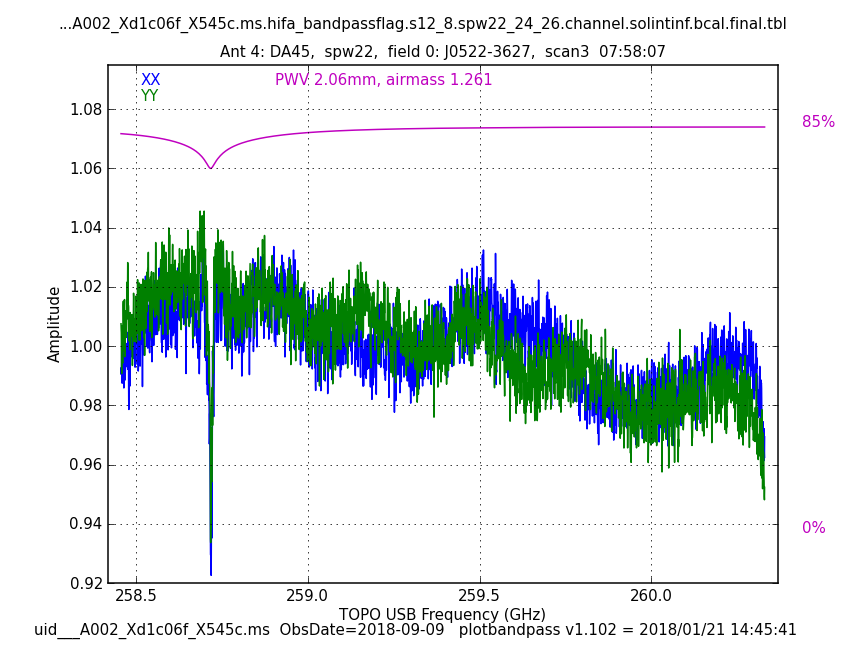 ...A002_Xd1c06f_X545c.ms.hifa_bandpassflag.s12_8.spw22_24_26.channel.solintinf.bcal.final.tbl
Ant 4: DA45,  spw22,  field 0: J0522-3627,  scan3  07:58:07
XX
PWV 2.06mm, airmass 1.261
YY
1.08
85%
1.06
1.04
1.02
Amplitude
1.00
0.98
0.96
0.94
0%
0.92
258.5 259.0 259.5 260.0
TOPO USB Frequency (GHz)
uid___A002_Xd1c06f_X545c.ms  ObsDate=2018-09-09   plotbandpass v1.102 = 2018/01/21 14:45:41